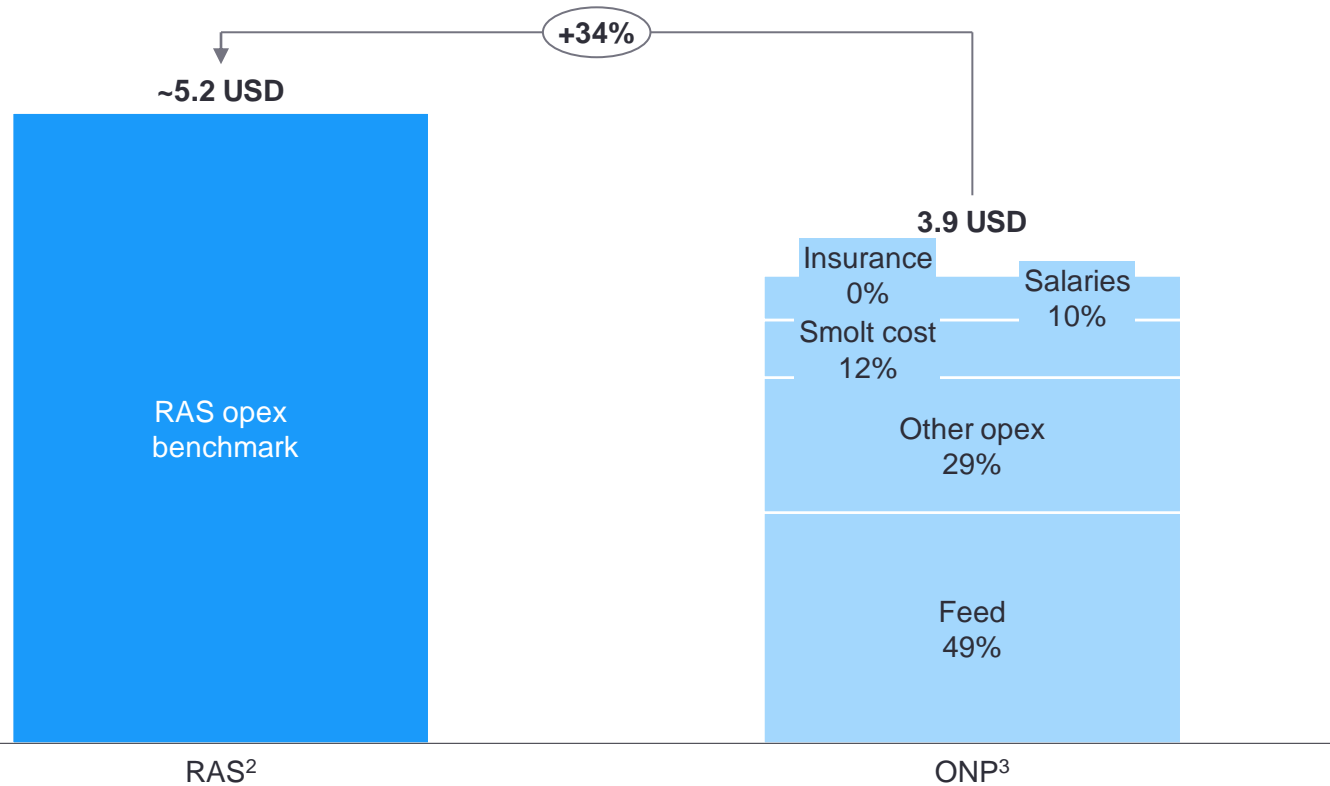 +34%
~5.2 USD
3.9 USD
Insurance
0%
Salaries
10%
Smolt cost
12%
RAS opex
benchmark
Other opex
29%
Feed
49%
RAS²
ONP³